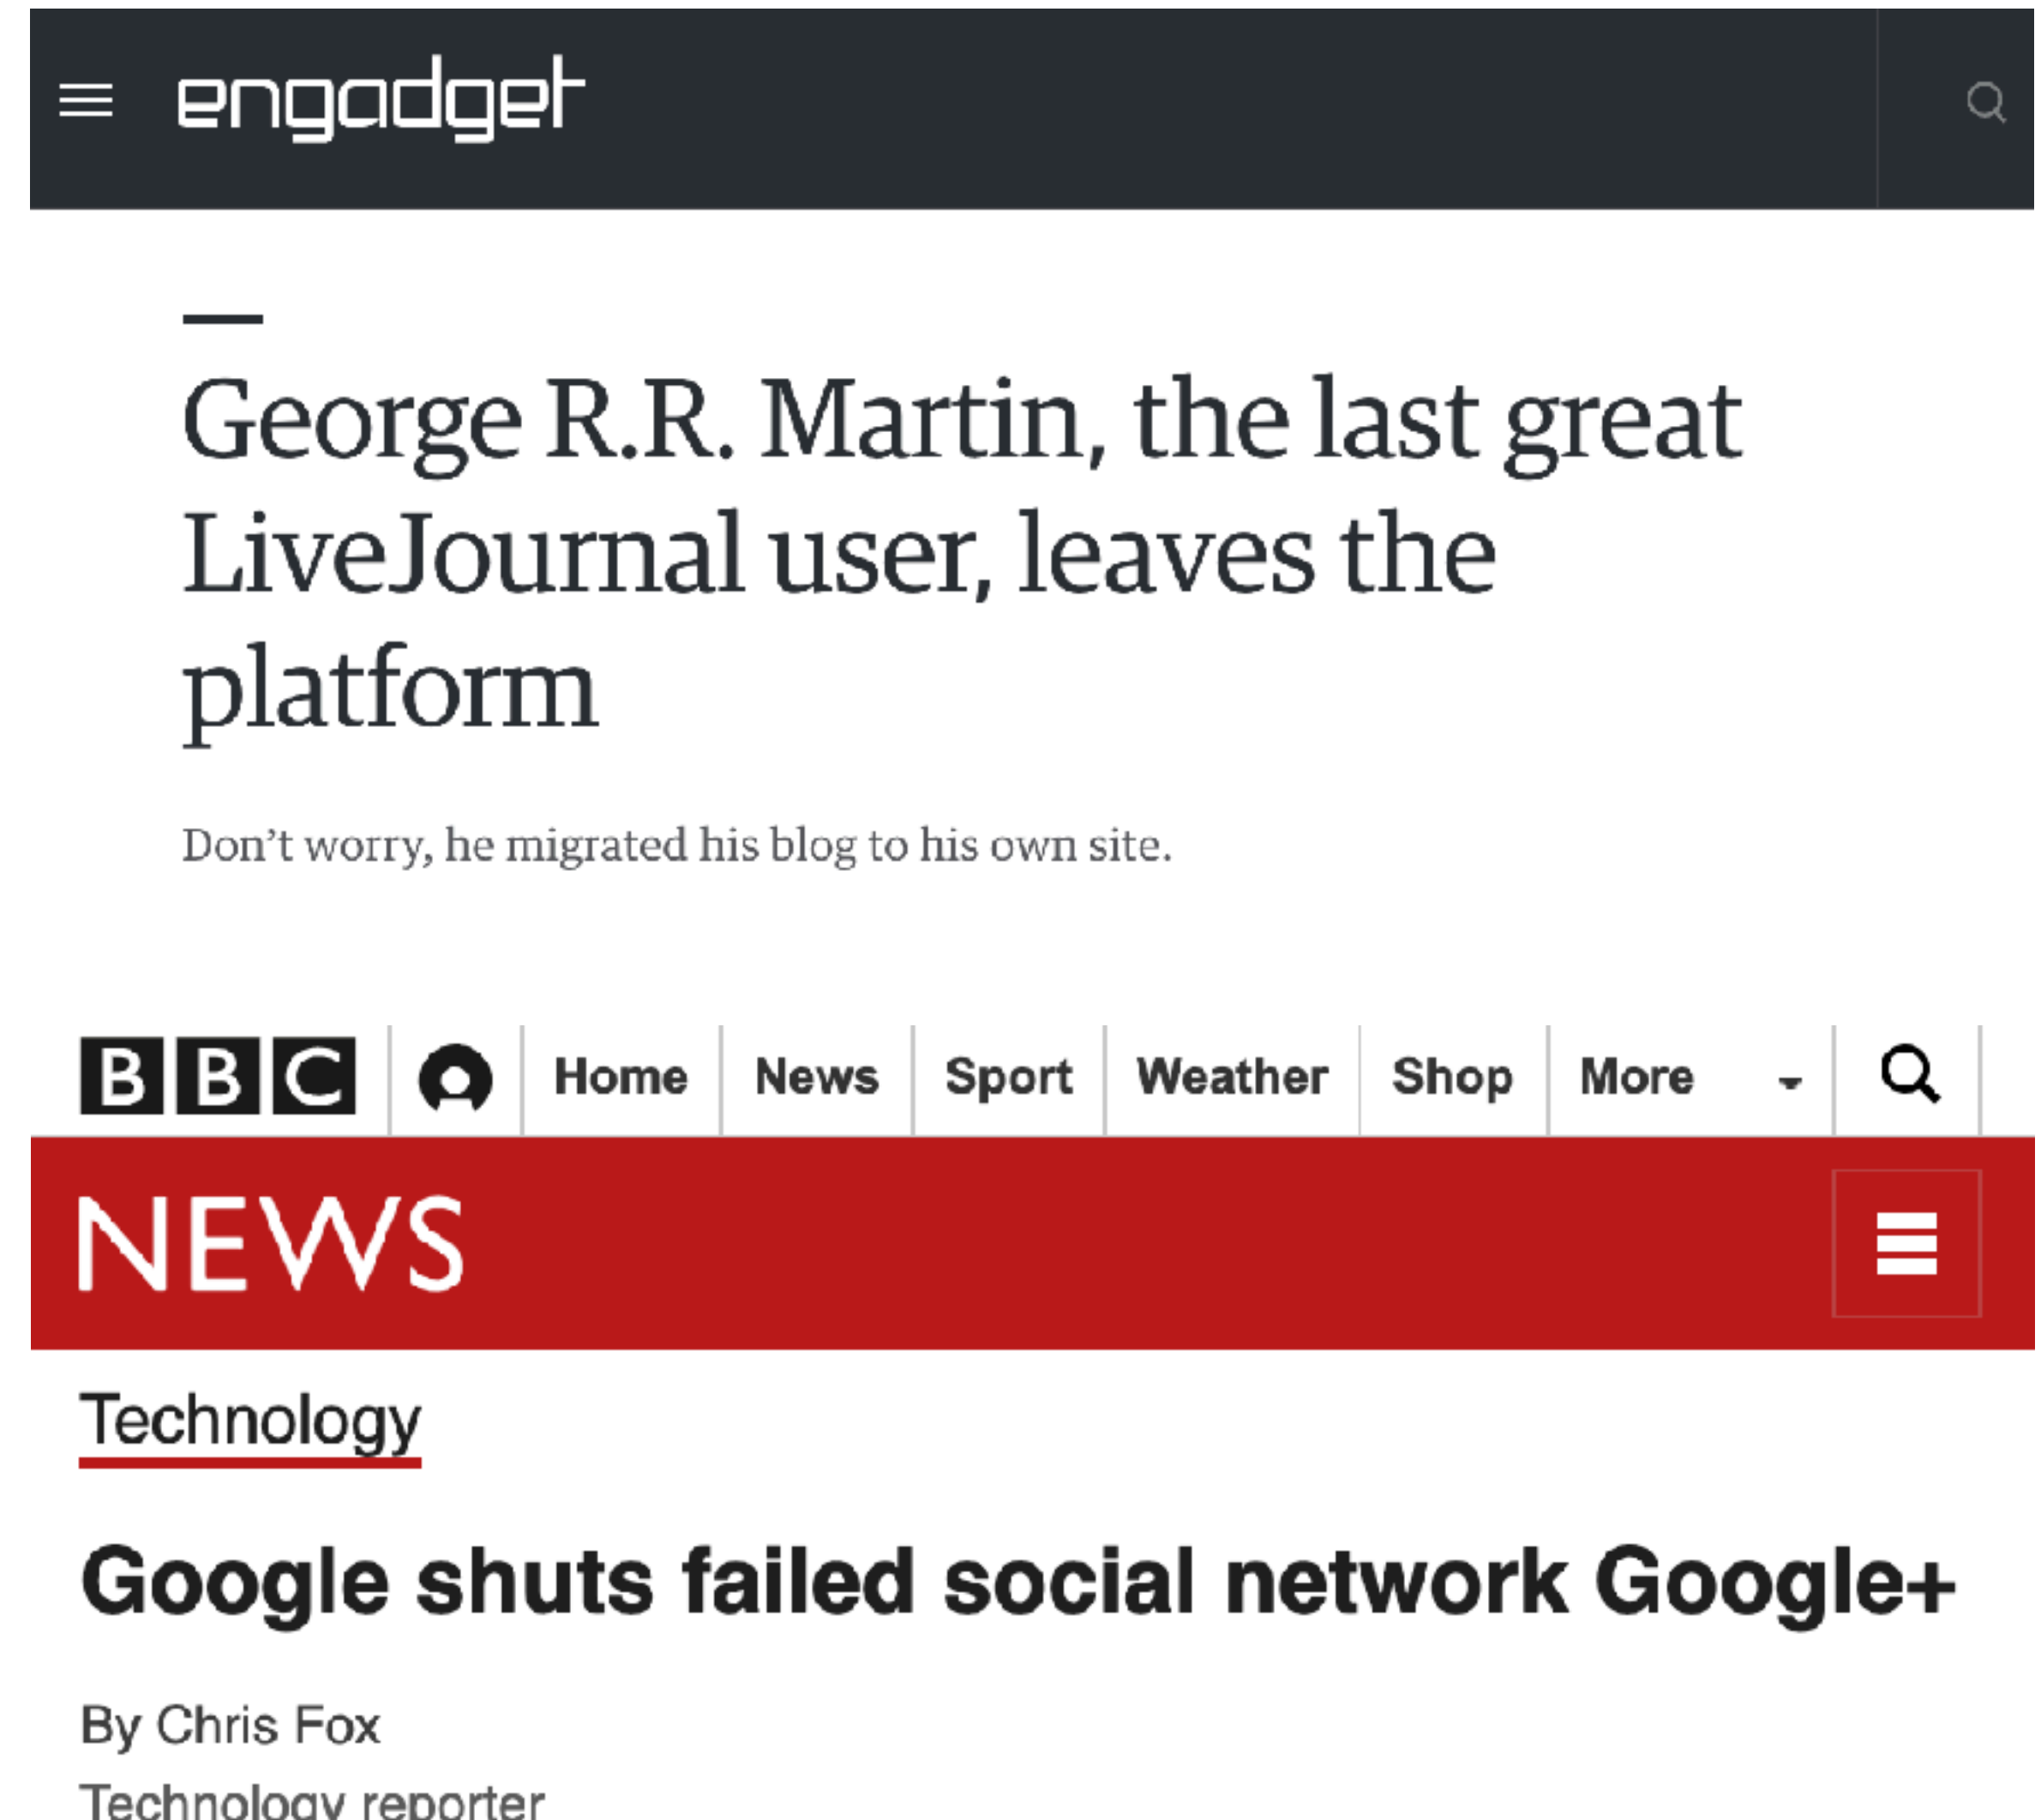 engadget
George R.R. Martin, the last great
LiveJournal user, leaves the
platform
Don’t worry, he migrated his blog to his own site.
BBC Home News Sport Weather Shop More
NEWS
Technology
Google shuts failed social network Google+
By Chris Fox
Technology reporter